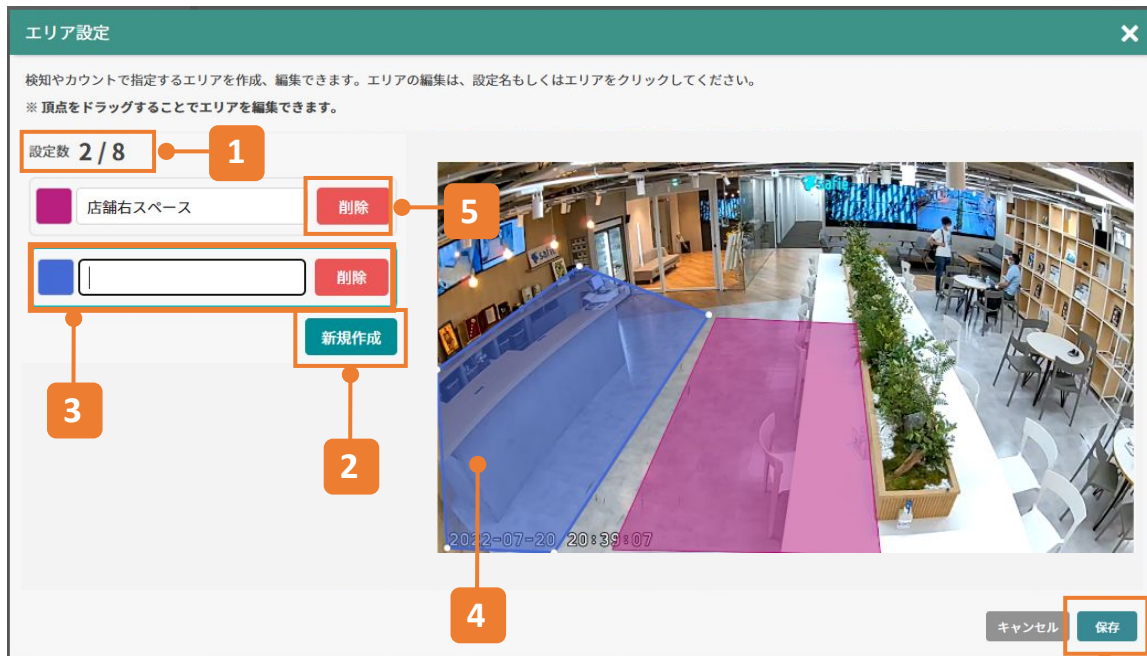 エリア設定
検知やカウントで指定するエリアを作成、編集できます。エリアの編集は、設定名もしくはエリアをクリックしてください。
※ 頂点をドラッグすることでエリアを編集できます。
設定数 2 / 8
1
店舗右スペース
削除
5
削除
3
新規作成
2
safie
safie
2022-07-20 20:39:07
4
キャンセル
保存